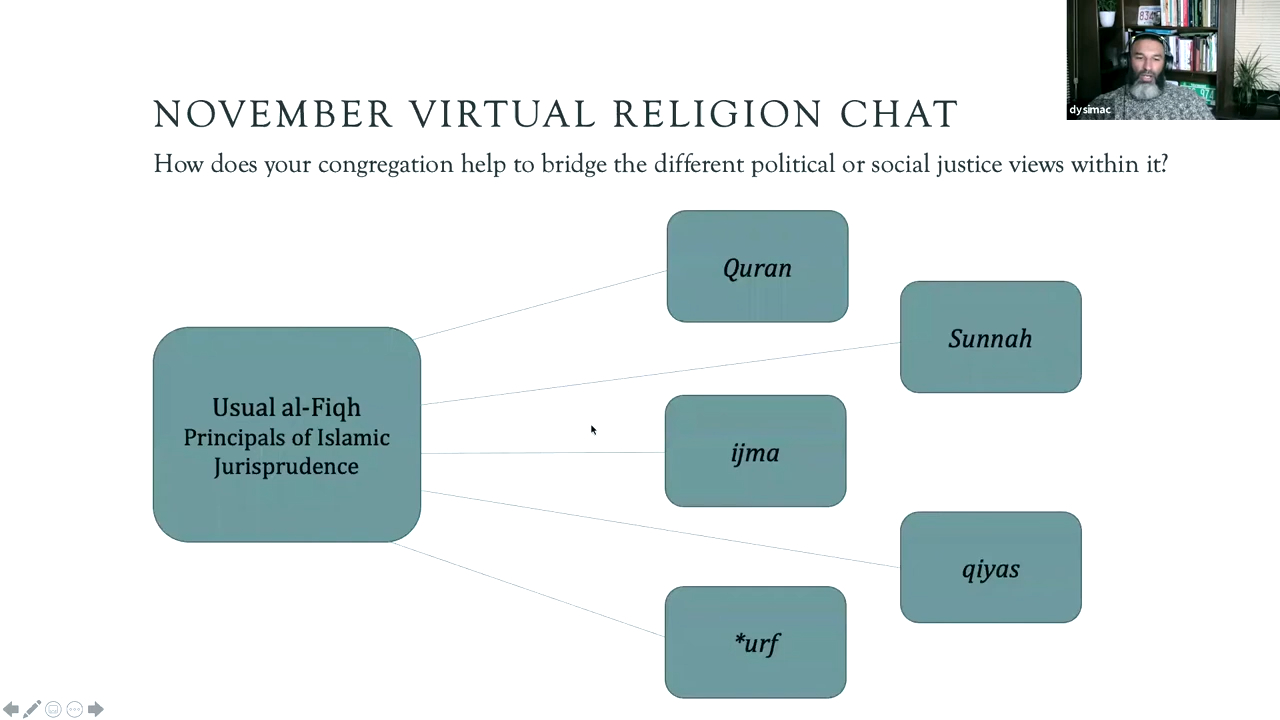 NOVEMBER VIRTUAL RELIGION CHAT
How does your congregation help to bridge the different political or social justice views within it?
Usual al-Fiqh
Principals of Islamic
Jurisprudence
Quran
Sunnah
ijma
qiyas
*urf
dysimac
834